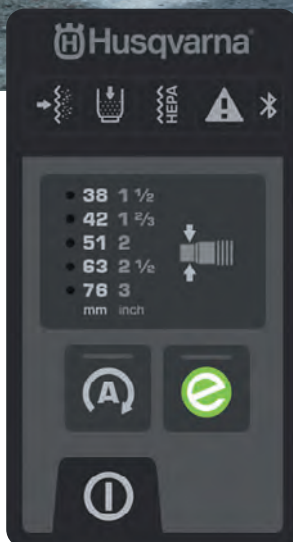 Husqvarna
HEPA
38 1 1/2
42 1 2/3
51 2
63 2 1/2
76 3
mm inch
A
e